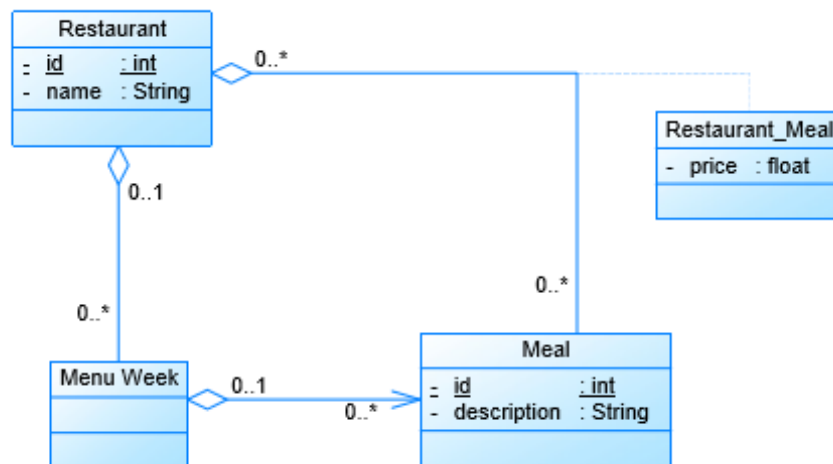 Restaurant
- id : int
- name : String
0..*
Restaurant_Meal
- price : float
0..1
0..*
0..*
Menu Week
0..1
0..*
Meal
- id : int
- description : String